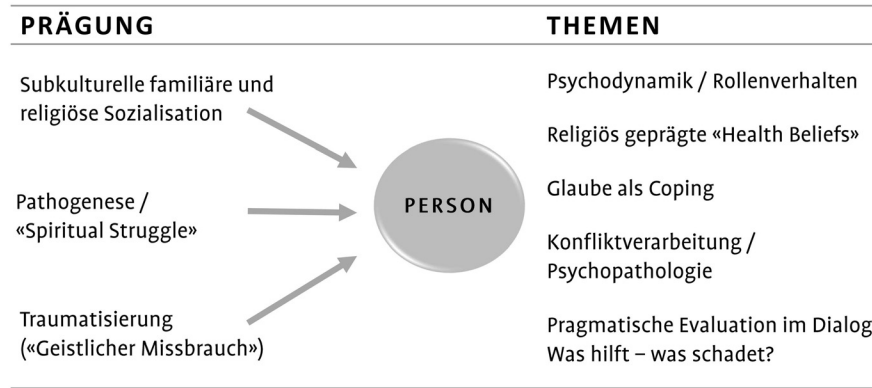 PRÄGUNG
Subkulturelle familiäre und
religiöse Sozialisation
Pathogenese /
«Spiritual Struggle»
Traumatisierung
(«Geistlicher Missbrauch»)
PERSON
THEMEN
Psychodynamik / Rollenverhalten
Religiös geprägte «Health Beliefs»
Glaube als Coping
Konfliktverarbeitung /
Psychopathologie
Pragmatische Evaluation im Dialog
Was hilft – was schadet?